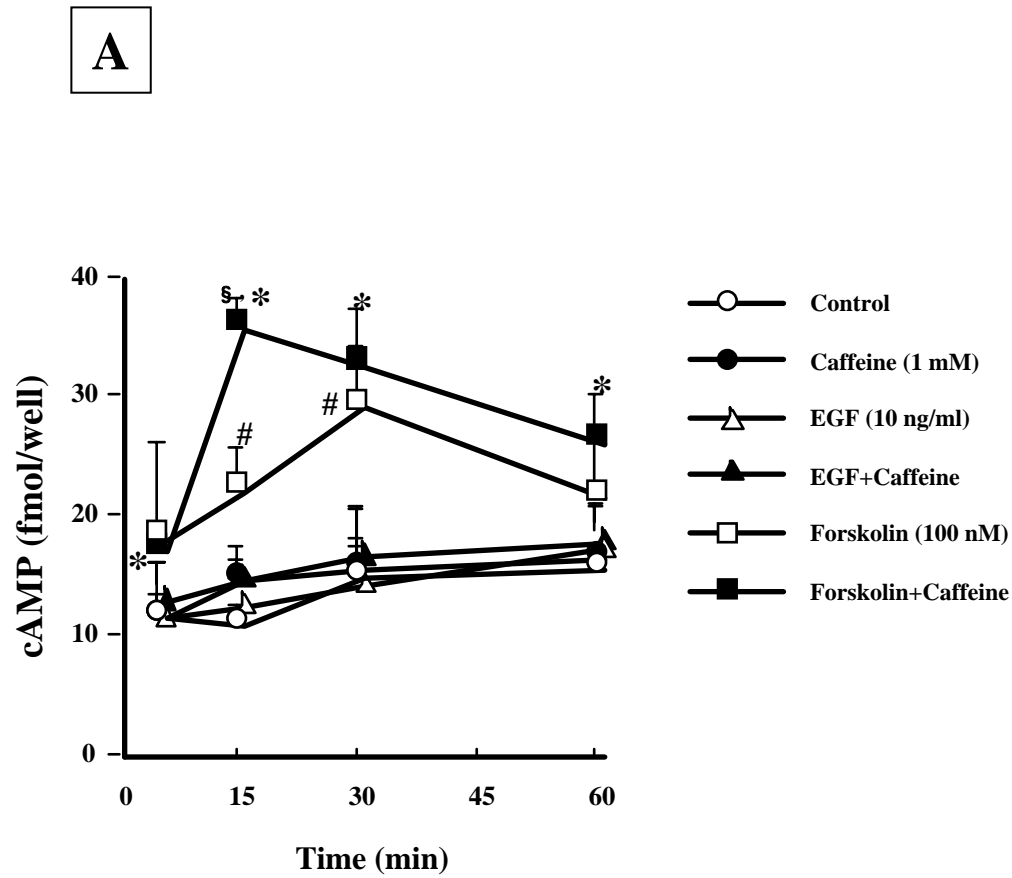 A
cAMP (fmol/well)
40
30
20
10
0
§, *
*
*
#
#
*
0 15 30 45 60
Time (min)
Control
Caffeine (1 mM)
EGF (10 ng/ml)
EGF+Caffeine
Forskolin (100 nM)
Forskolin+Caffeine